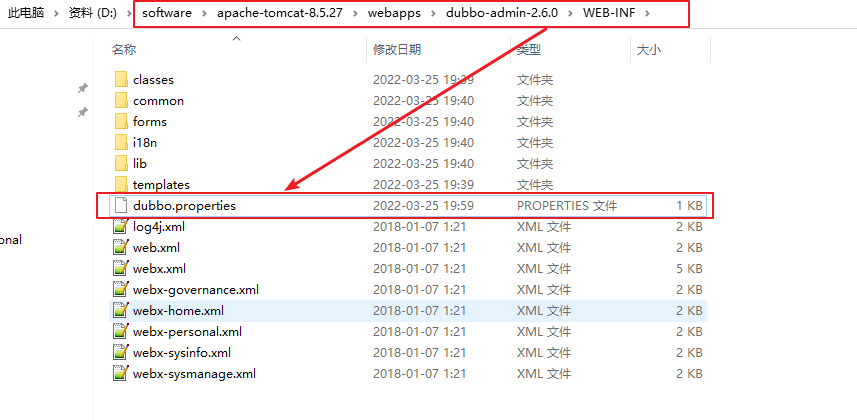 此电脑 > 资料 (D:) > software > apache-tomcat-8.5.27 > webapps > dubbo-admin-2.6.0 > WEB-INF >
名称 修改日期 类型 大小
classes 2022-03-25 19:39 文件夹
common 2022-03-25 19:40 文件夹
forms 2022-03-25 19:40 文件夹
i18n 2022-03-25 19:40 文件夹
lib 2022-03-25 19:40 文件夹
templates 2022-03-25 19:39 文件夹
dubbo.properties 2022-03-25 19:59 PROPERTIES 文件 1 KB
log4j.xml 2018-01-07 1:21 XML 文件 2 KB
onal
web.xml 2018-01-07 1:21 XML 文件 2 KB
webx.xml 2018-01-07 1:21 XML 文件 5 KB
webx-governance.xml 2018-01-07 1:21 XML 文件 2 KB
webx-home.xml 2018-01-07 1:21 XML 文件 2 KB
webx-personal.xml 2018-01-07 1:21 XML 文件 2 KB
webx-sysinfo.xml 2018-01-07 1:21 XML 文件 2 KB
webx-sysmanage.xml 2018-01-07 1:21 XML 文件 2 KB